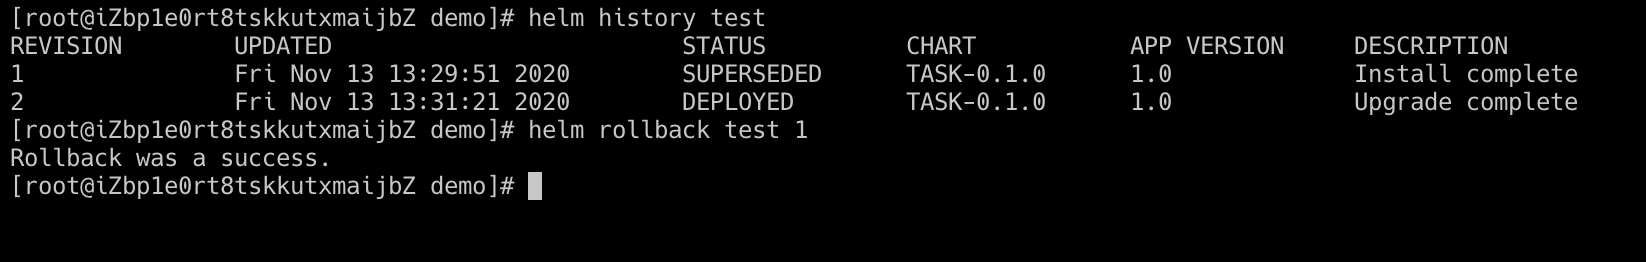 [root@iZbp1e0rt8tskkutxmaijbZ demo]# helm history test
REVISION        UPDATED                         STATUS          CHART           APP VERSION     DESCRIPTION
1               Fri Nov 13 13:29:51 2020        SUPERSEDED      TASK-0.1.0      1.0             Install complete
2               Fri Nov 13 13:31:21 2020        DEPLOYED        TASK-0.1.0      1.0             Upgrade complete
[root@iZbp1e0rt8tskkutxmaijbZ demo]# helm rollback test 1
Rollback was a success.
[root@iZbp1e0rt8tskkutxmaijbZ demo]#